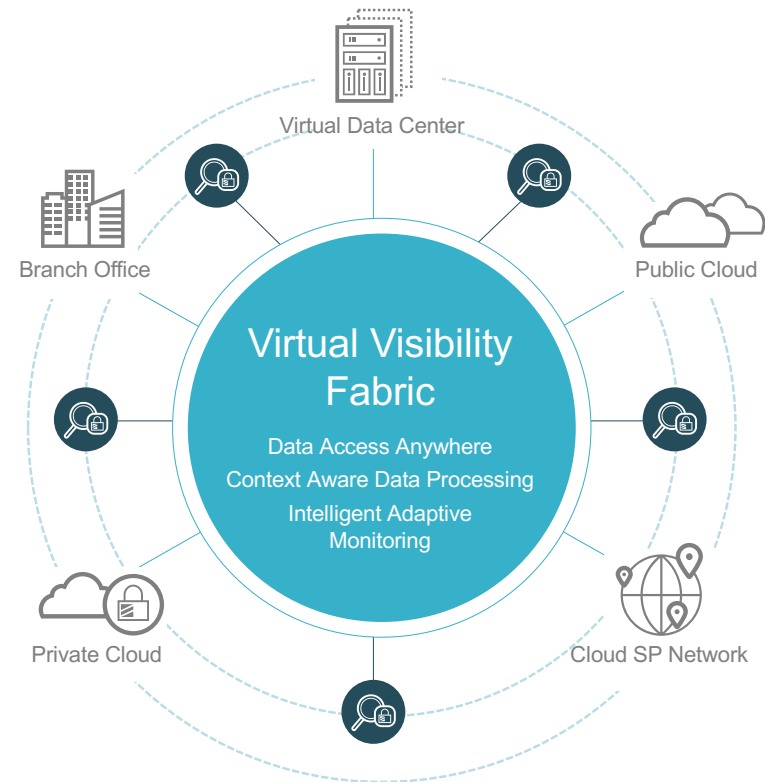 Virtual Data Center
Branch Office
Public Cloud
Virtual Visibility
Fabric
Data Access Anywhere
Context Aware Data Processing
Intelligent Adaptive
Monitoring
Private Cloud
Cloud SP Network